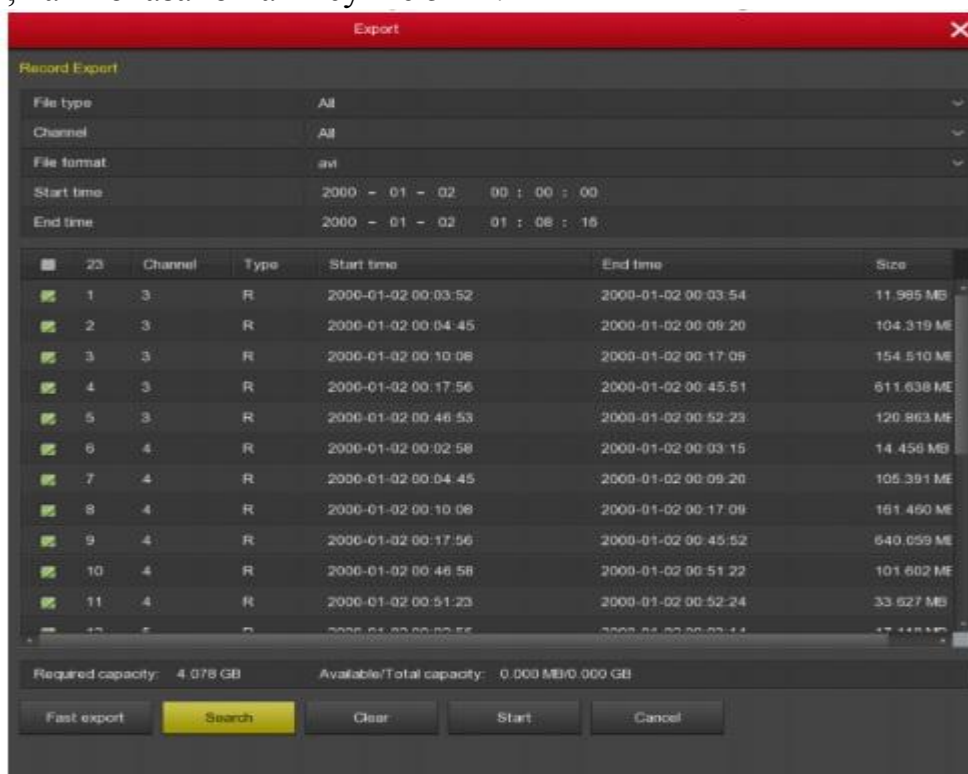 Export
Record Export
File type All
Channel All
File format avi
Start time 2000 - 01 - 02 00 : 00 : 00
End time 2000 - 01 - 02 01 : 08 : 16
23 Channel Type Start time End time Size
1 3 R 2000-01-02 00:03:52 2000-01-02 00:03:54 11.985 MB
2 3 R 2000-01-02 00:04:45 2000-01-02 00:09:20 104.319 MB
3 3 R 2000-01-02 00:10:08 2000-01-02 00:17:09 154.510 MB
4 3 R 2000-01-02 00:17:56 2000-01-02 00:45:51 611.638 MB
5 3 R 2000-01-02 00:46:53 2000-01-02 00:52:23 120.863 MB
6 4 R 2000-01-02 00:02:58 2000-01-02 00:03:15 14.456 MB
7 4 R 2000-01-02 00:04:45 2000-01-02 00:09:20 105.391 MB
8 4 R 2000-01-02 00:10:08 2000-01-02 00:17:09 161.460 MB
9 4 R 2000-01-02 00:17:56 2000-01-02 00:45:52 640.059 MB
10 4 R 2000-01-02 00:46:58 2000-01-02 00:51:22 101.602 MB
11 4 R 2000-01-02 00:51:23 2000-01-02 00:52:24 33.627 MB
Required capacity: 4.078 GB Available/Total capacity: 0.000 MB/0.000 GB
Fast export Search Clear Start Cancel